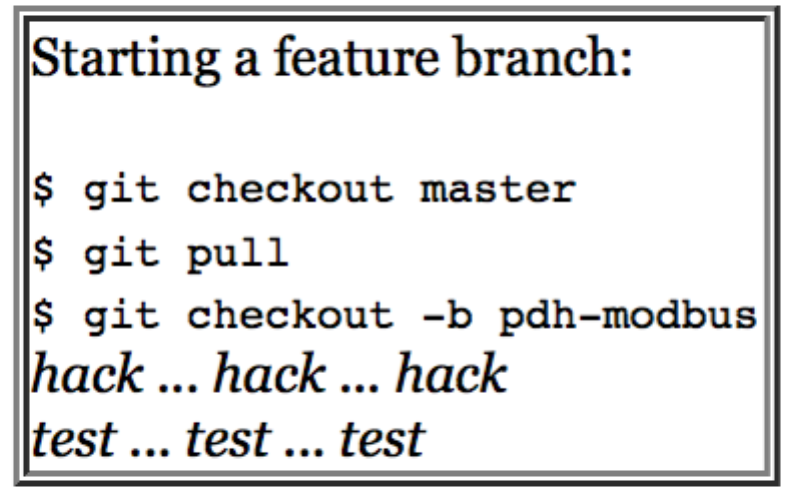 Starting a feature branch:
$ git checkout master
$ git pull
$ git checkout -b pdh-modbus
hack ... hack ... hack
test ... test ... test